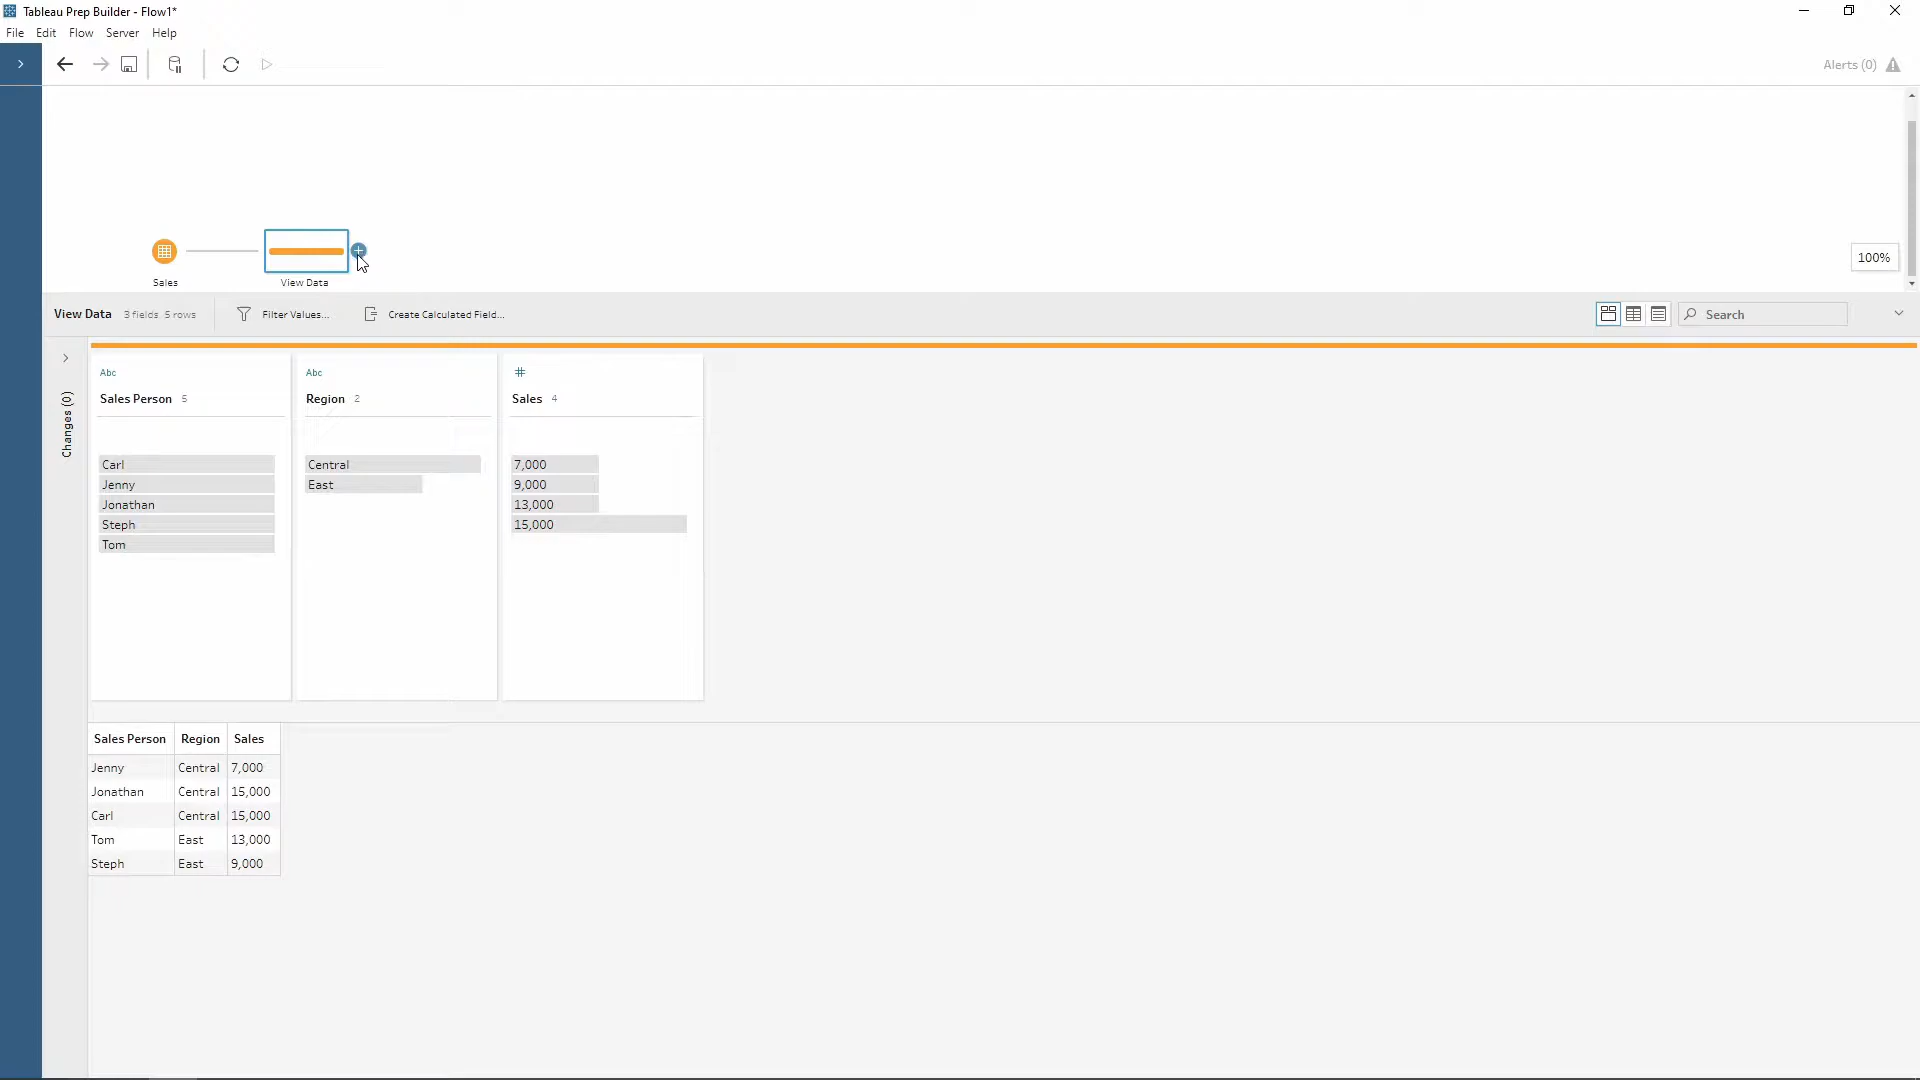 Tableau Prep Builder - Flow1*
File Edit Flow Server Help
Alerts (0)
100%
Sales View Data
View Data 3 fields 5 rows Filter Values... Create Calculated Field... Search
Changes (0)
Abc Abc #
Sales Person 5 Region 2 Sales 4
Carl Central 7,000
Jenny East 9,000
Jonathan 13,000
Steph 15,000
Tom
Sales Person Region Sales
Jenny Central 7,000
Jonathan Central 15,000
Carl Central 15,000
Tom East 13,000
Steph East 9,000